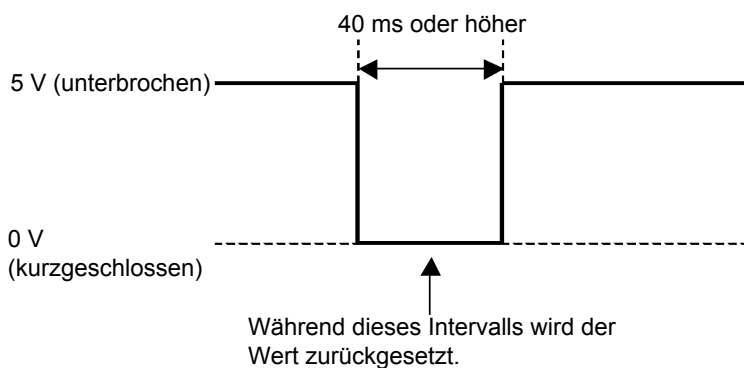 40 ms oder höher
5 V (unterbrochen)
0 V
(kurzgeschlossen)
Während dieses Intervalls wird der
Wert zurückgesetzt.